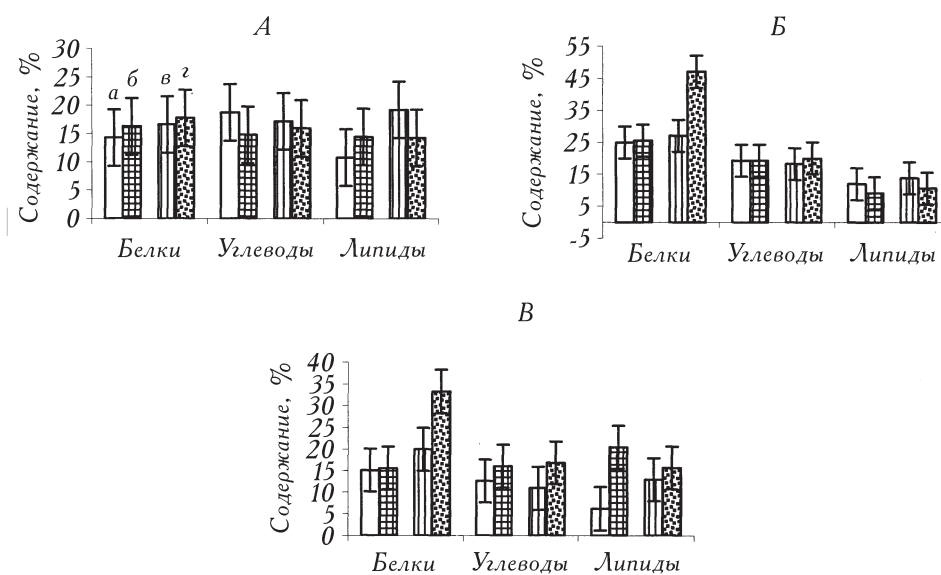 А
Содержание, %
30
25
20
15
10
5
0
а
б
в
г
Белки
Углеводы
Липиды
Б
Содержание, %
55
45
35
25
15
5
-5
Белки
Углеводы
Липиды
В
Содержание, %
40
35
30
25
20
15
10
5
0
Белки
Углеводы
Липиды